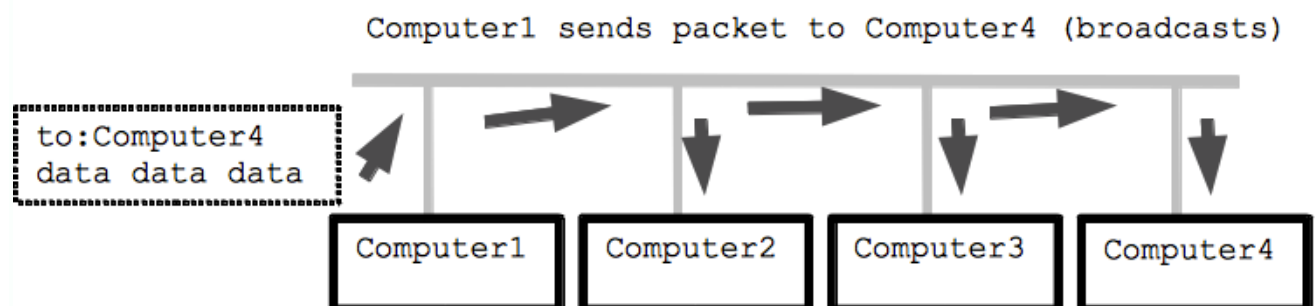 Computer1 sends packet to Computer4 (broadcasts)
to:Computer4
data data data
Computer1
Computer2
Computer3
Computer4